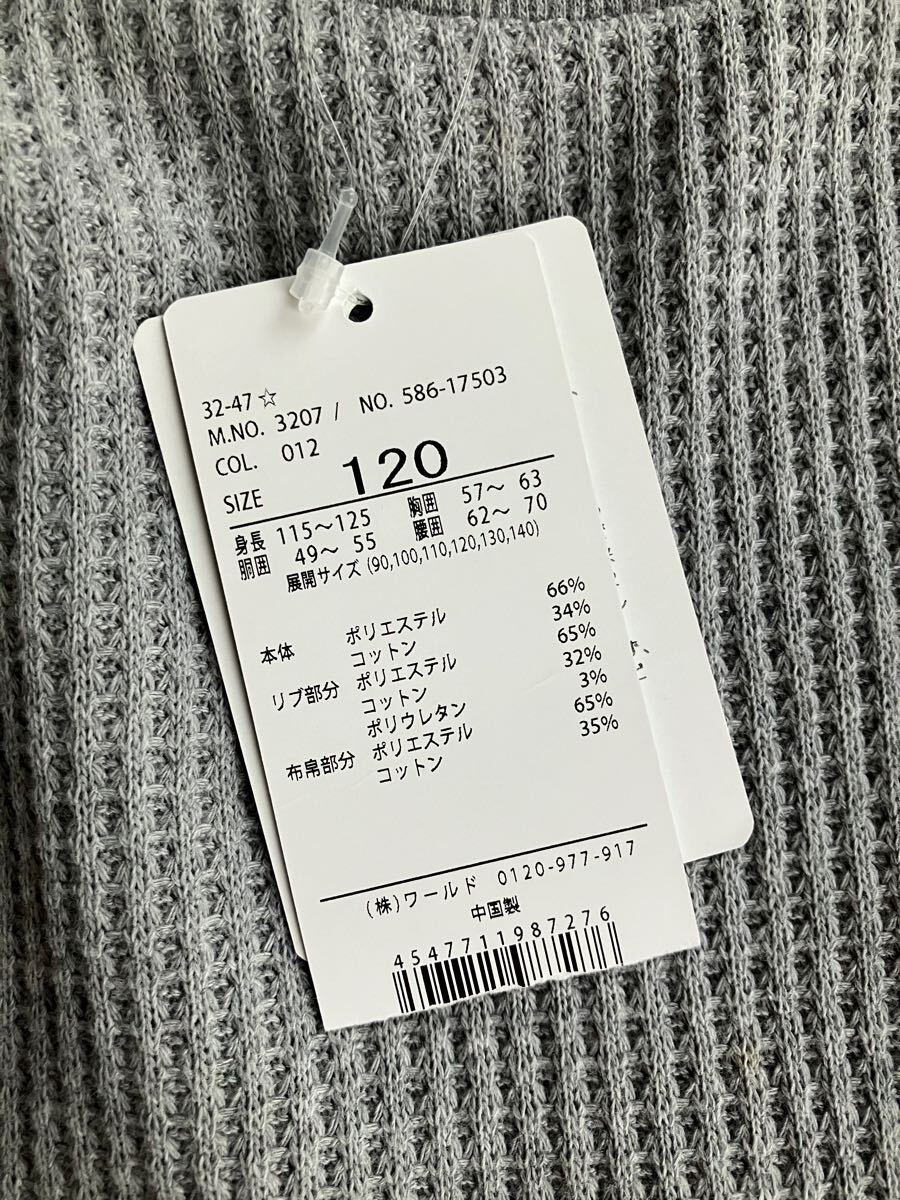 32-47 ☆
M.NO. 3207 / NO. 586-17503
COL. 012
SIZE 120
身長 115～125 胸囲 57～ 63
胴囲 49～ 55 腰囲 62～ 70
展開サイズ (90,100,110,120,130,140)
本体 ポリエステル 66%
コットン 34%
リブ部分 ポリエステル 65%
コットン 32%
ポリウレタン 3%
布帛部分 ポリエステル 65%
コットン 35%
(株)ワールド 0120-977-917
中国製
4547711987276